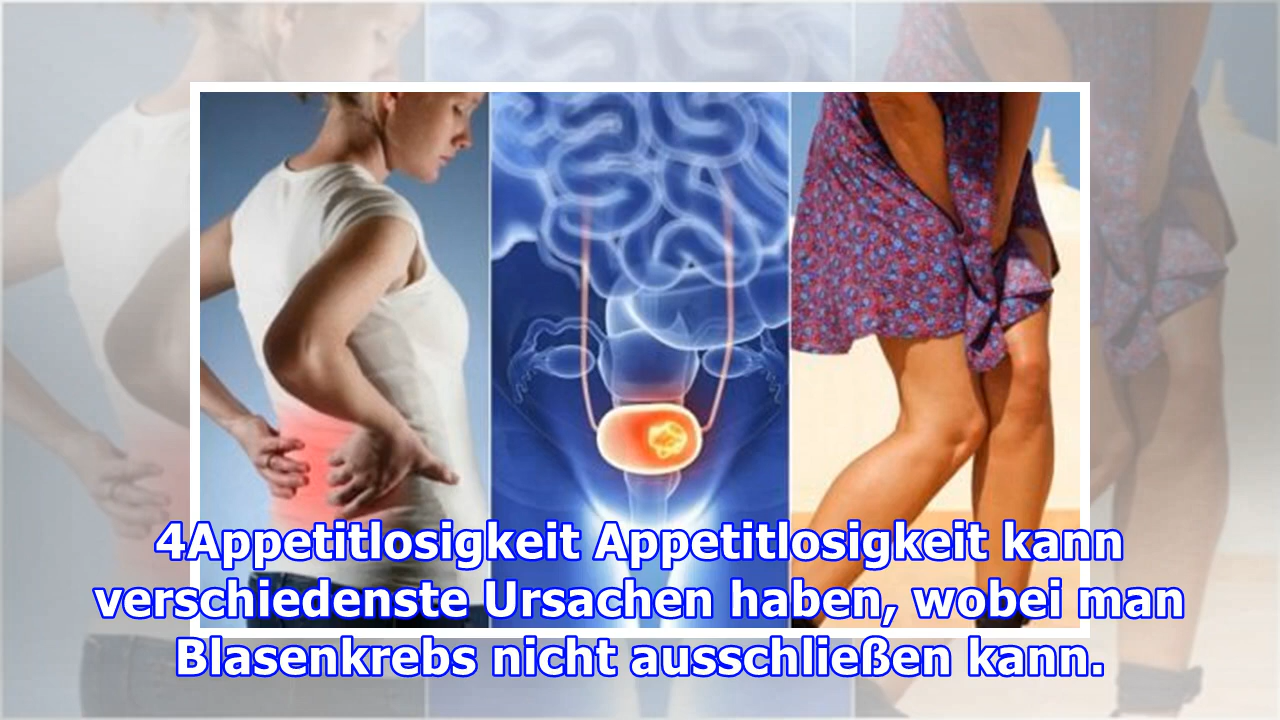 4Appetitlosigkeit Appetitlosigkeit kann
verschiedenste Ursachen haben, wobei man
Blasenkrebs nicht ausschließen kann.